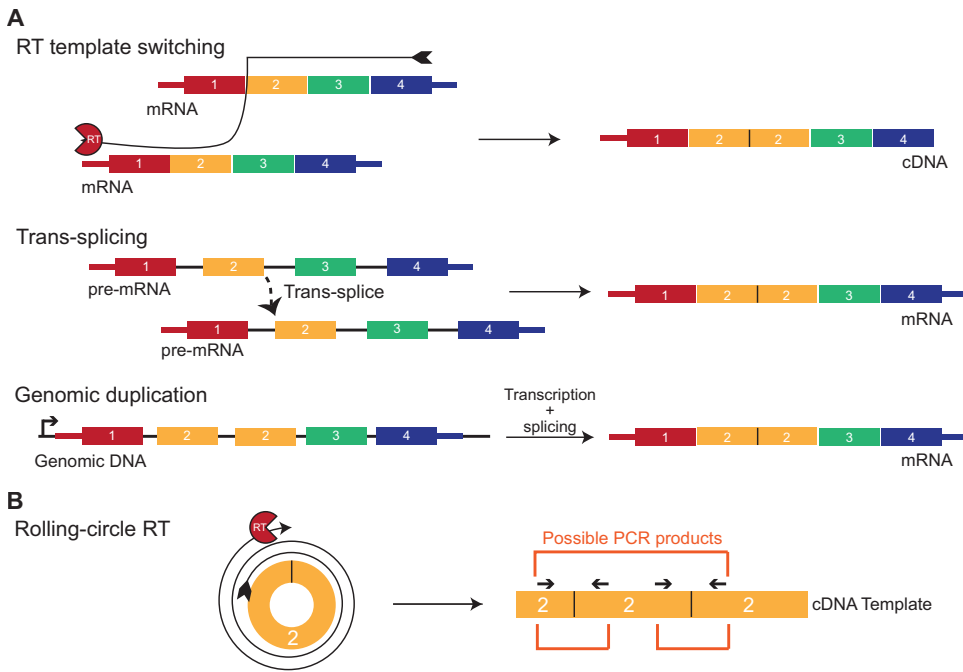 A
RT template switching
1 2 3 4
mRNA
RT
1 2 3 4
mRNA
1 2 2 3 4
cDNA
Trans-splicing
1 2 3 4
pre-mRNA
Trans-splice
1 2 3 4
pre-mRNA
1 2 2 3 4
mRNA
Genomic duplication
1 2 2 3 4
Genomic DNA
Transcription
+
splicing
1 2 2 3 4
mRNA
B
Rolling-circle RT
RT
2
Possible PCR products
2 2 2
cDNA Template